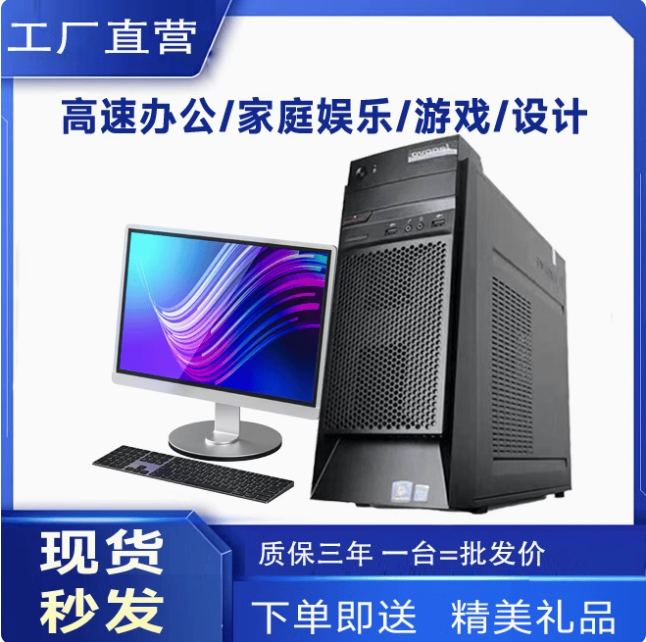 工厂直营
高速办公/家庭娱乐/游戏/设计
现货
秒发
质保三年 一台=批发价
下单即送 精美礼品